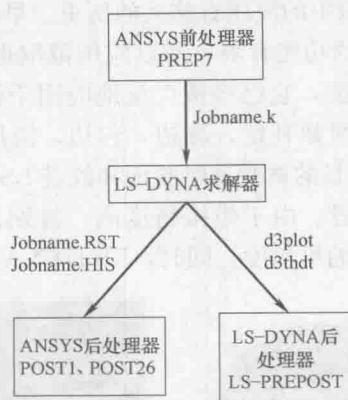 ANSYS前处理器
PREP7
Jobname.k
LS-DYNA求解器
Jobname.RST
Jobname.HIS
d3plot
d3thdt
ANSYS后处理器
POST1、POST26
LS-DYNA后
处理器
LS-PREPOST